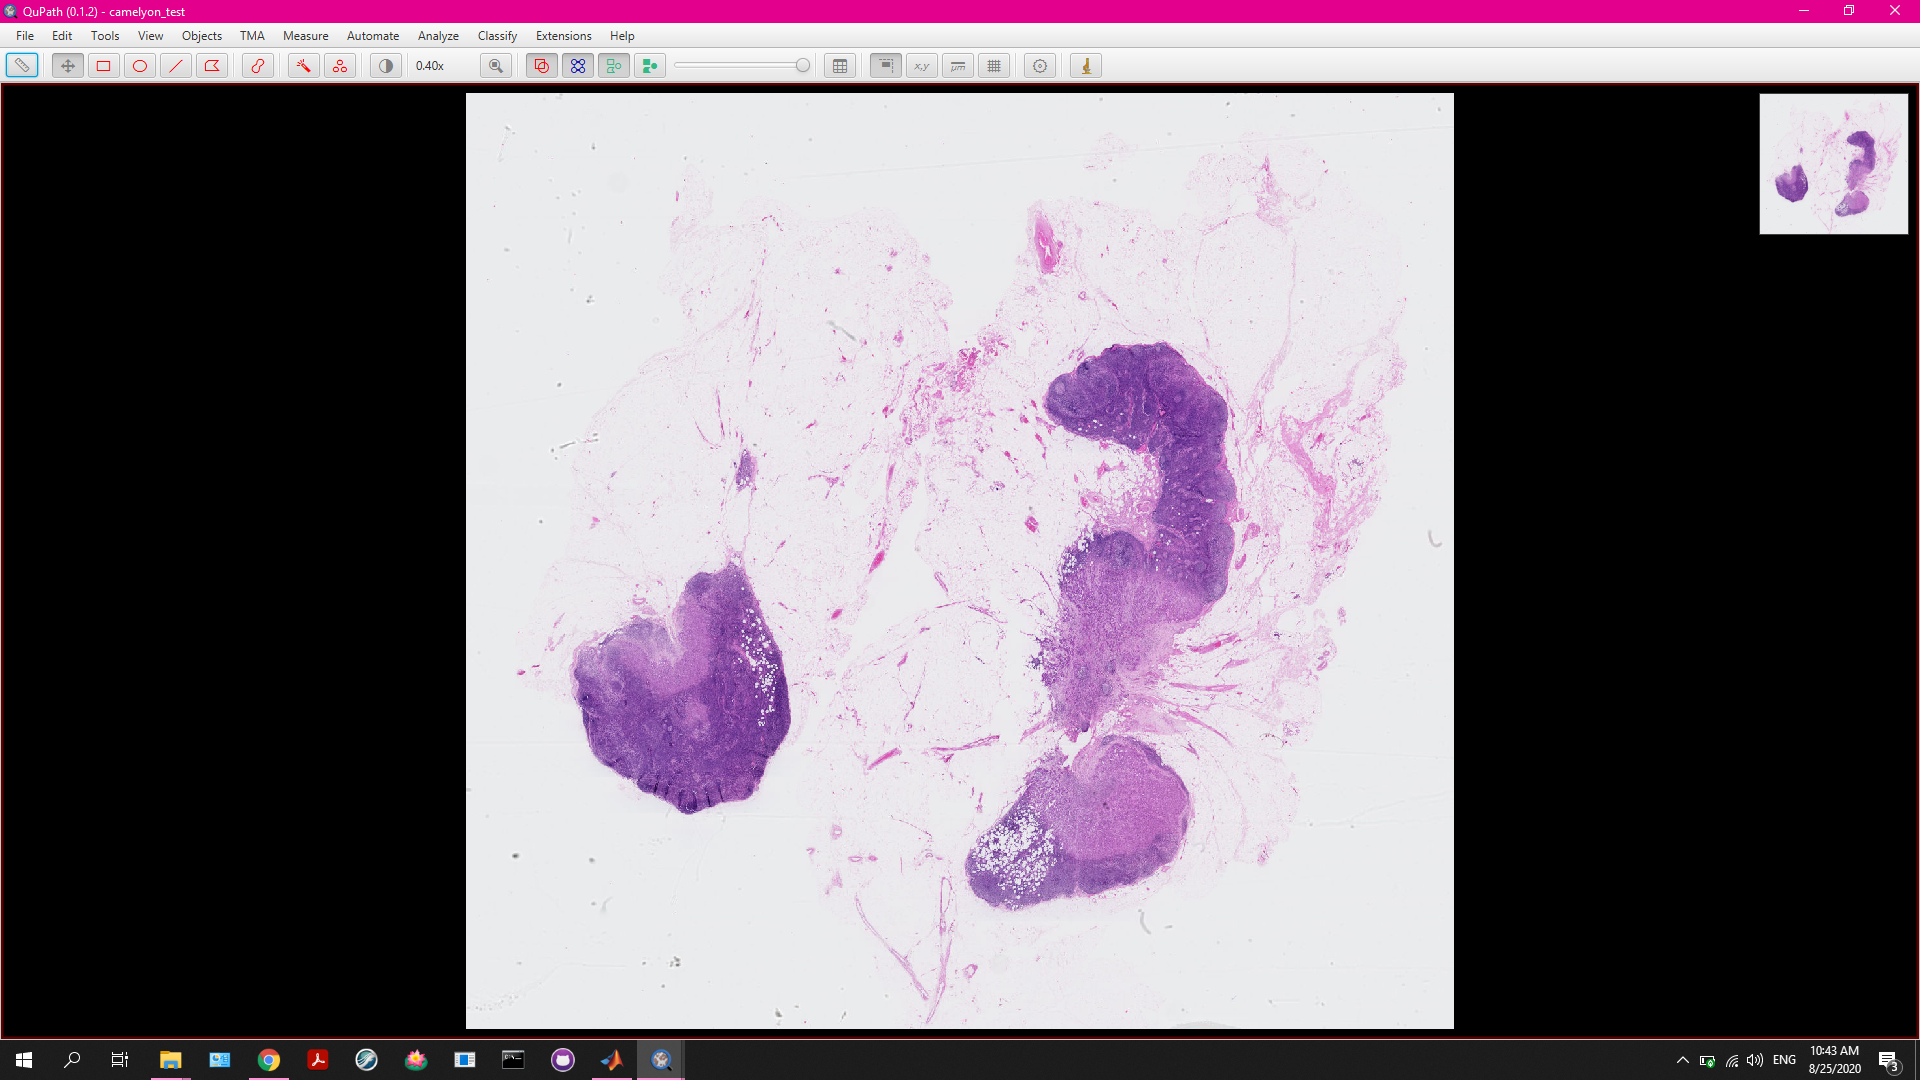 QuPath (0.1.2) - camelyon_test
File Edit Tools View Objects TMA Measure Automate Analyze Classify Extensions Help
0.40x
x,y
μm
ENG
10:43 AM
8/25/2020
3